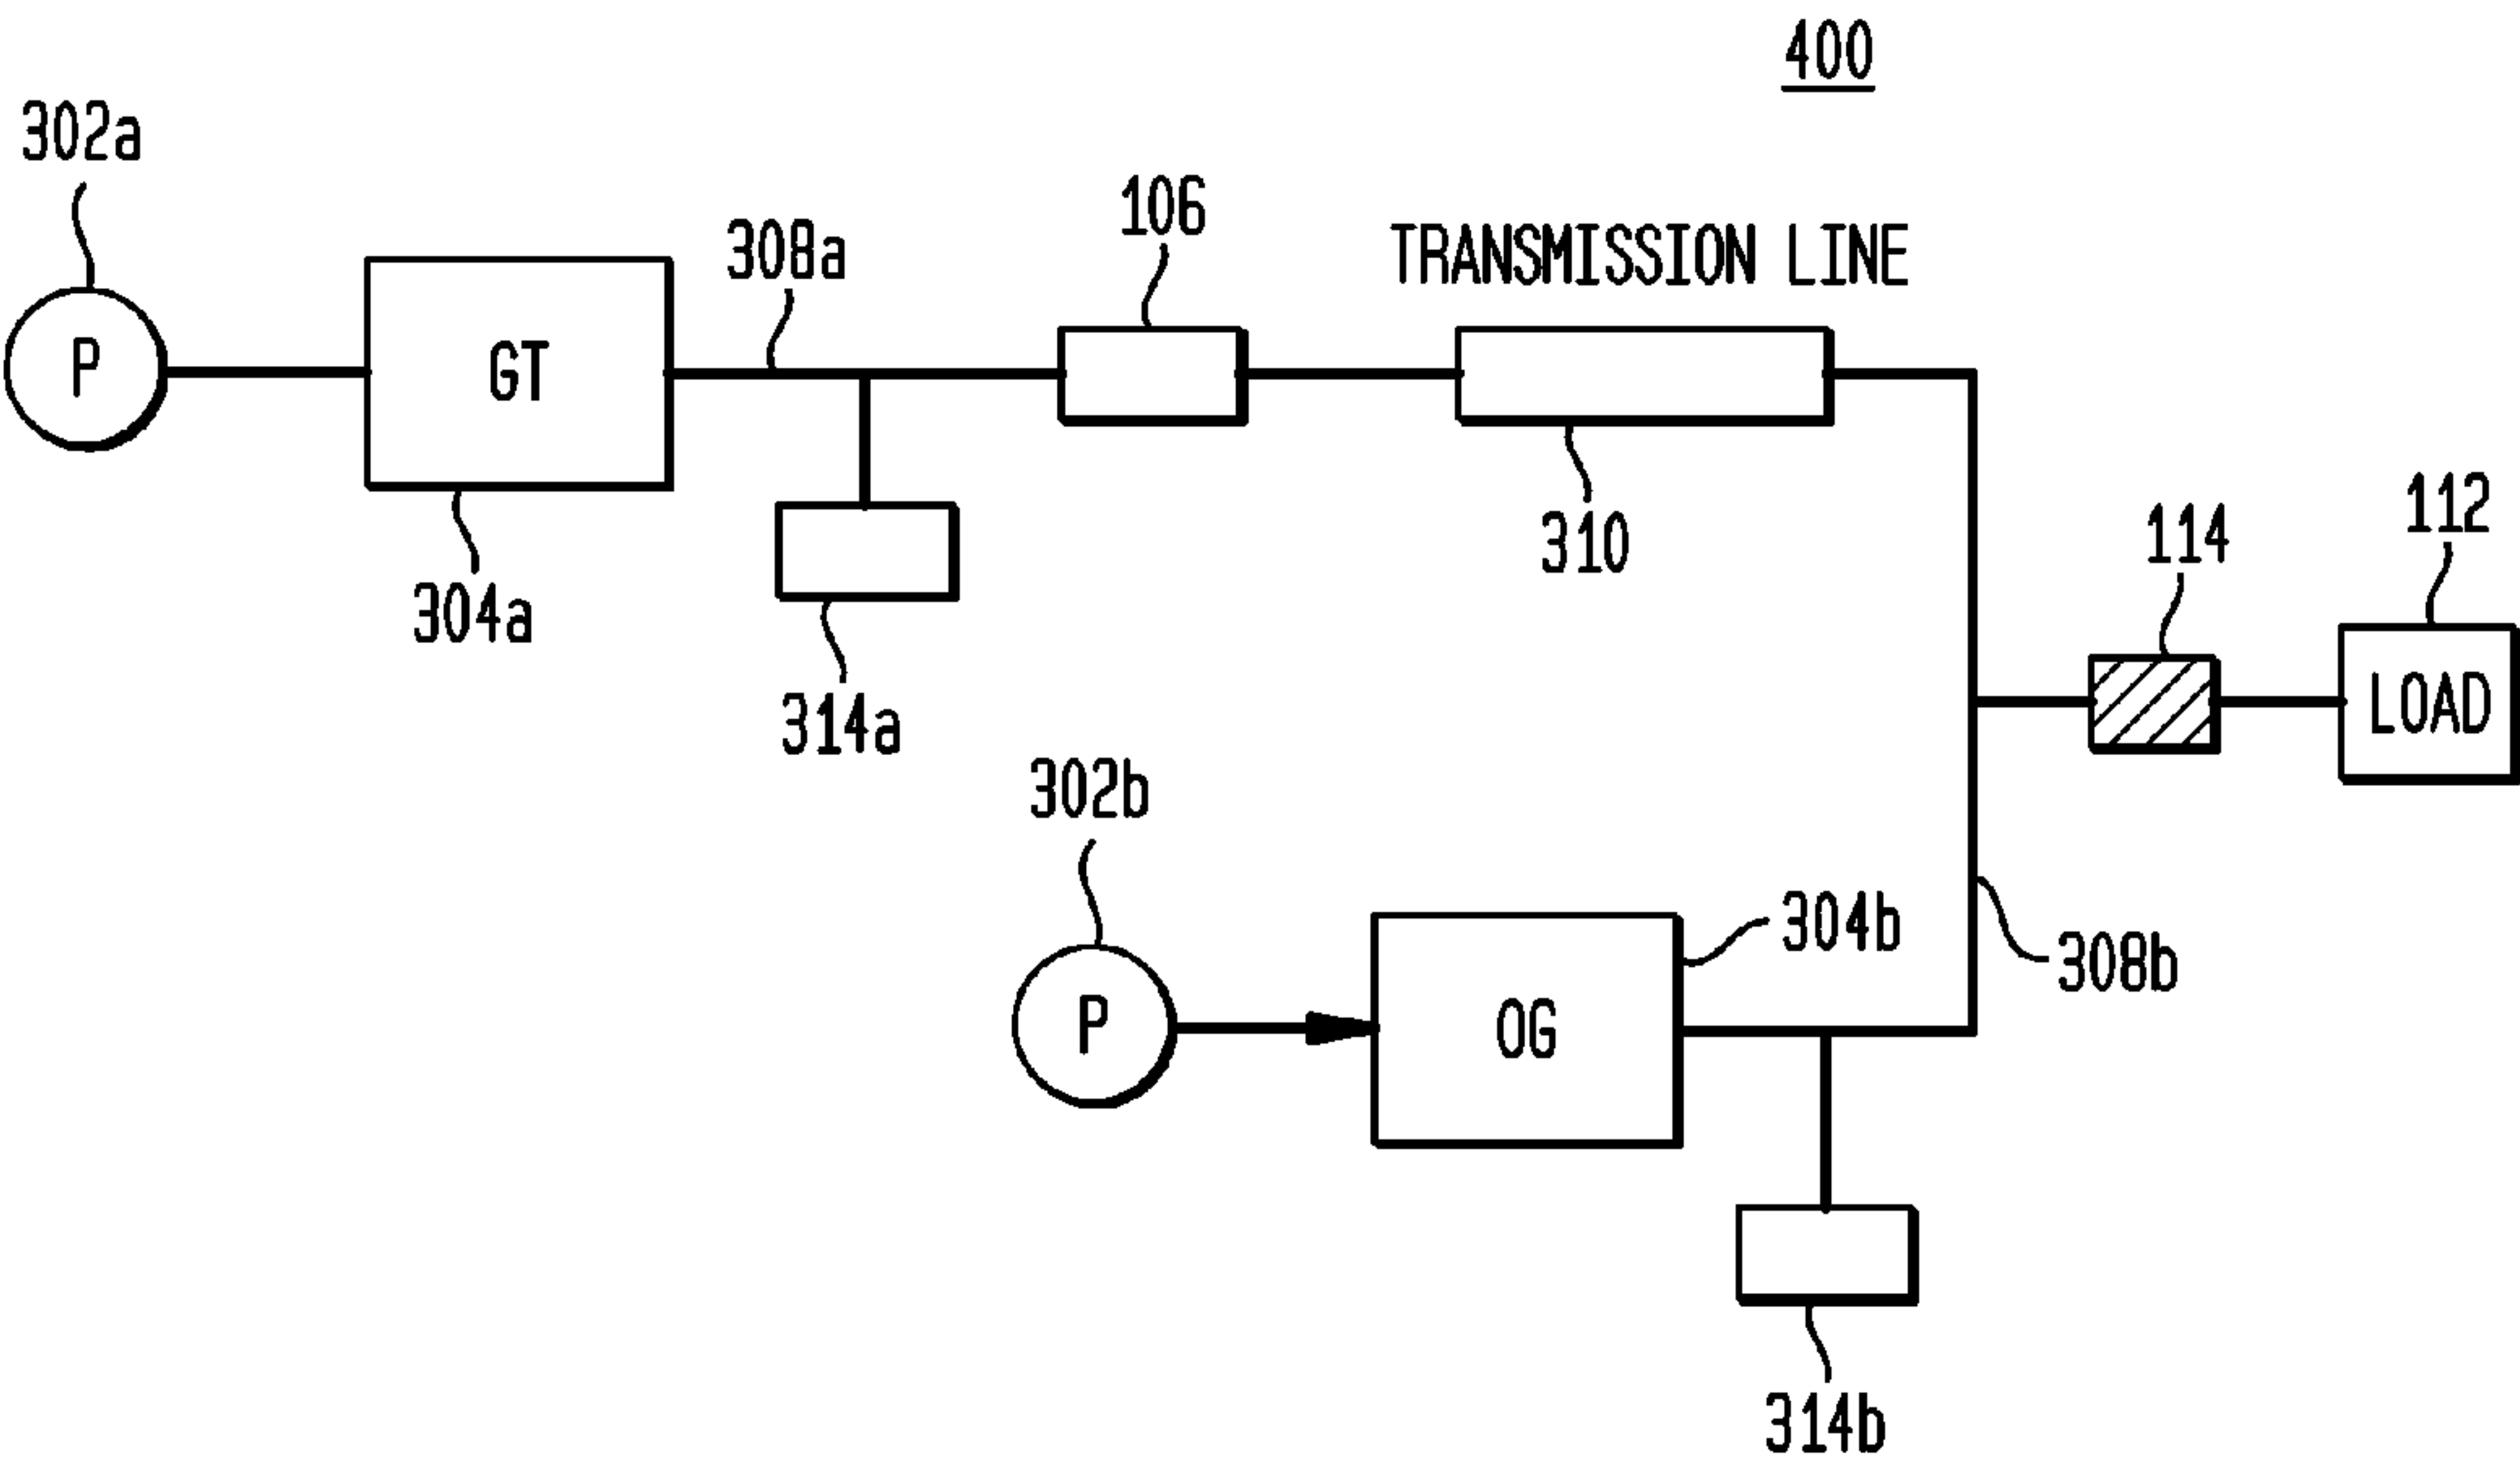 400
302a
106
308a
TRANSMISSION LINE
P
GT
310
114
112
304a
314a
LOAD
302b
304b
308b
P
OG
314b